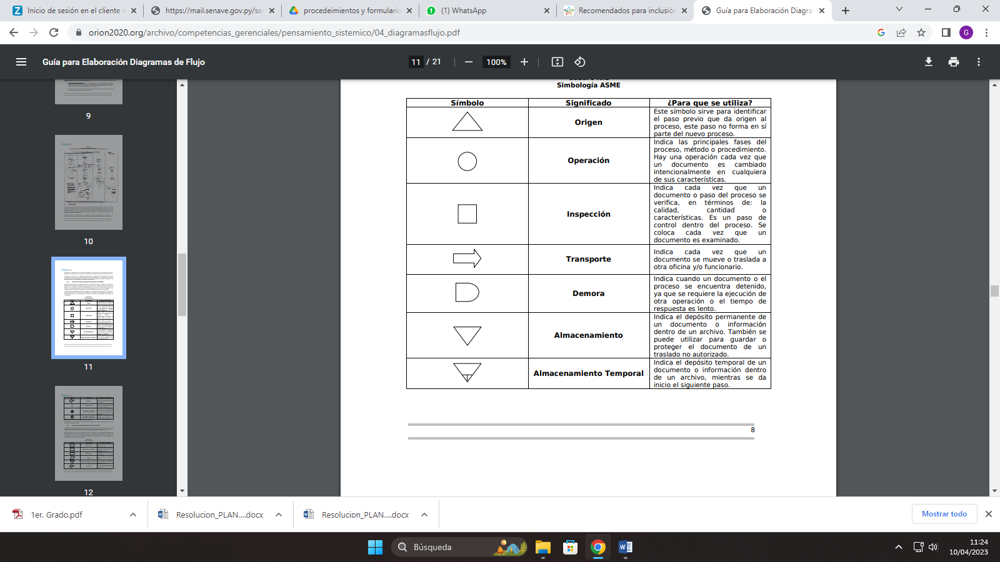 Inicio de sesión en el cliente
https://mail.senave.gov.py/se
procedeimientos y formulario
(1) WhatsApp
Recomendados para inclusión
Guía para Elaboración Diagra
orion2020.org/archivo/competencias_gerenciales/pensamiento_sistemico/04_diagramasflujo.pdf
G
Guía para Elaboración Diagramas de Flujo
11 / 21
100%
9
10
11
12
Simbología ASME
Símbolo Significado ¿Para que se utiliza?
Origen
Este símbolo sirve para identificar
el paso previo que da origen al
proceso, este paso no forma en sí
parte del nuevo proceso.
Operación
Indica las principales fases del
proceso, método o procedimiento.
Hay una operación cada vez que
un documento es cambiado
intencionalmente en cualquiera
de sus características.
Inspección
Indica cada vez que un
documento o paso del proceso se
verifica, en términos de: la
calidad, cantidad o
características. Es un paso de
control dentro del proceso. Se
coloca cada vez que un
documento es examinado.
Transporte
Indica cada vez que un
documento se mueve o traslada a
otra oficina y/o funcionario.
Demora
Indica cuando un documento o el
proceso se encuentra detenido,
ya que se requiere la ejecución de
otra operación o el tiempo de
respuesta es lento.
Almacenamiento
Indica el depósito permanente de
un documento o información
dentro de un archivo. También se
puede utilizar para guardar o
proteger el documento de un
traslado no autorizado.
Almacenamiento Temporal
Indica el depósito temporal de un
documento o información dentro
de un archivo, mientras se da
inicio el siguiente paso.
8
1er. Grado.pdf
Resolucion_PLAN....docx
Resolucion_PLAN....docx
Mostrar todo
Búsqueda
11:24
10/04/2023